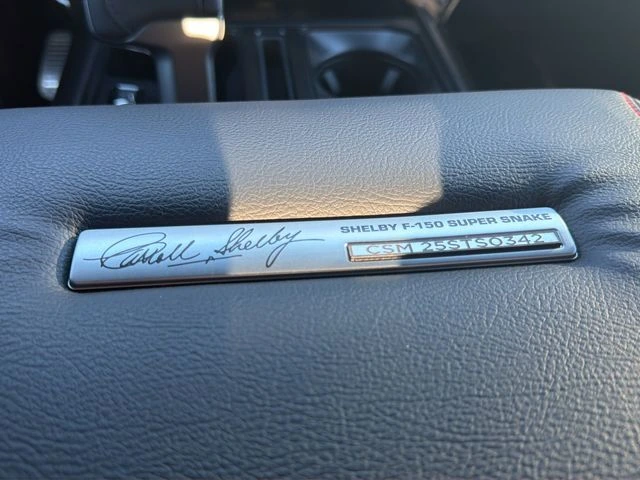 Carroll Shelby
SHELBY F-150 SUPER SNAKE
CSM 25STS0342